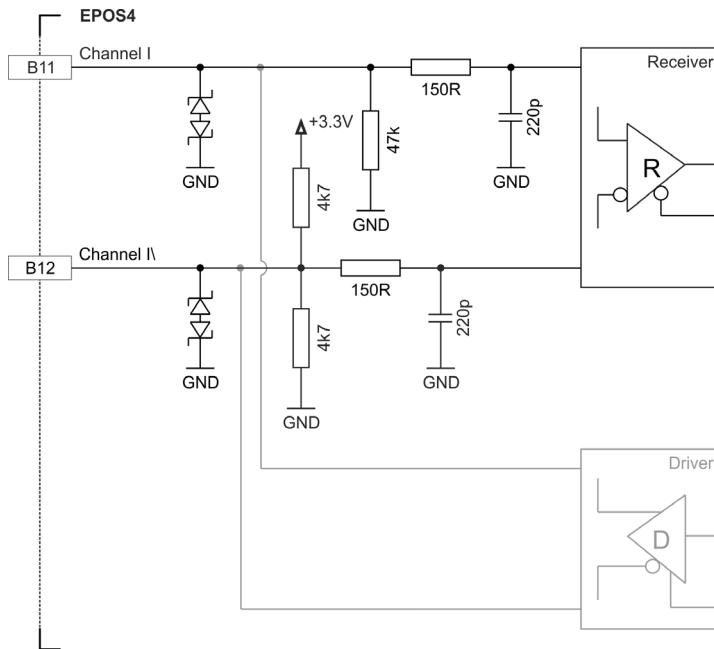 EPOS4
B11
Channel I
Receiver
150R
220p
+3.3V
47k
GND
GND
4k7
GND
R
B12
Channel I\
150R
220p
4k7
GND
GND
GND
Driver
D